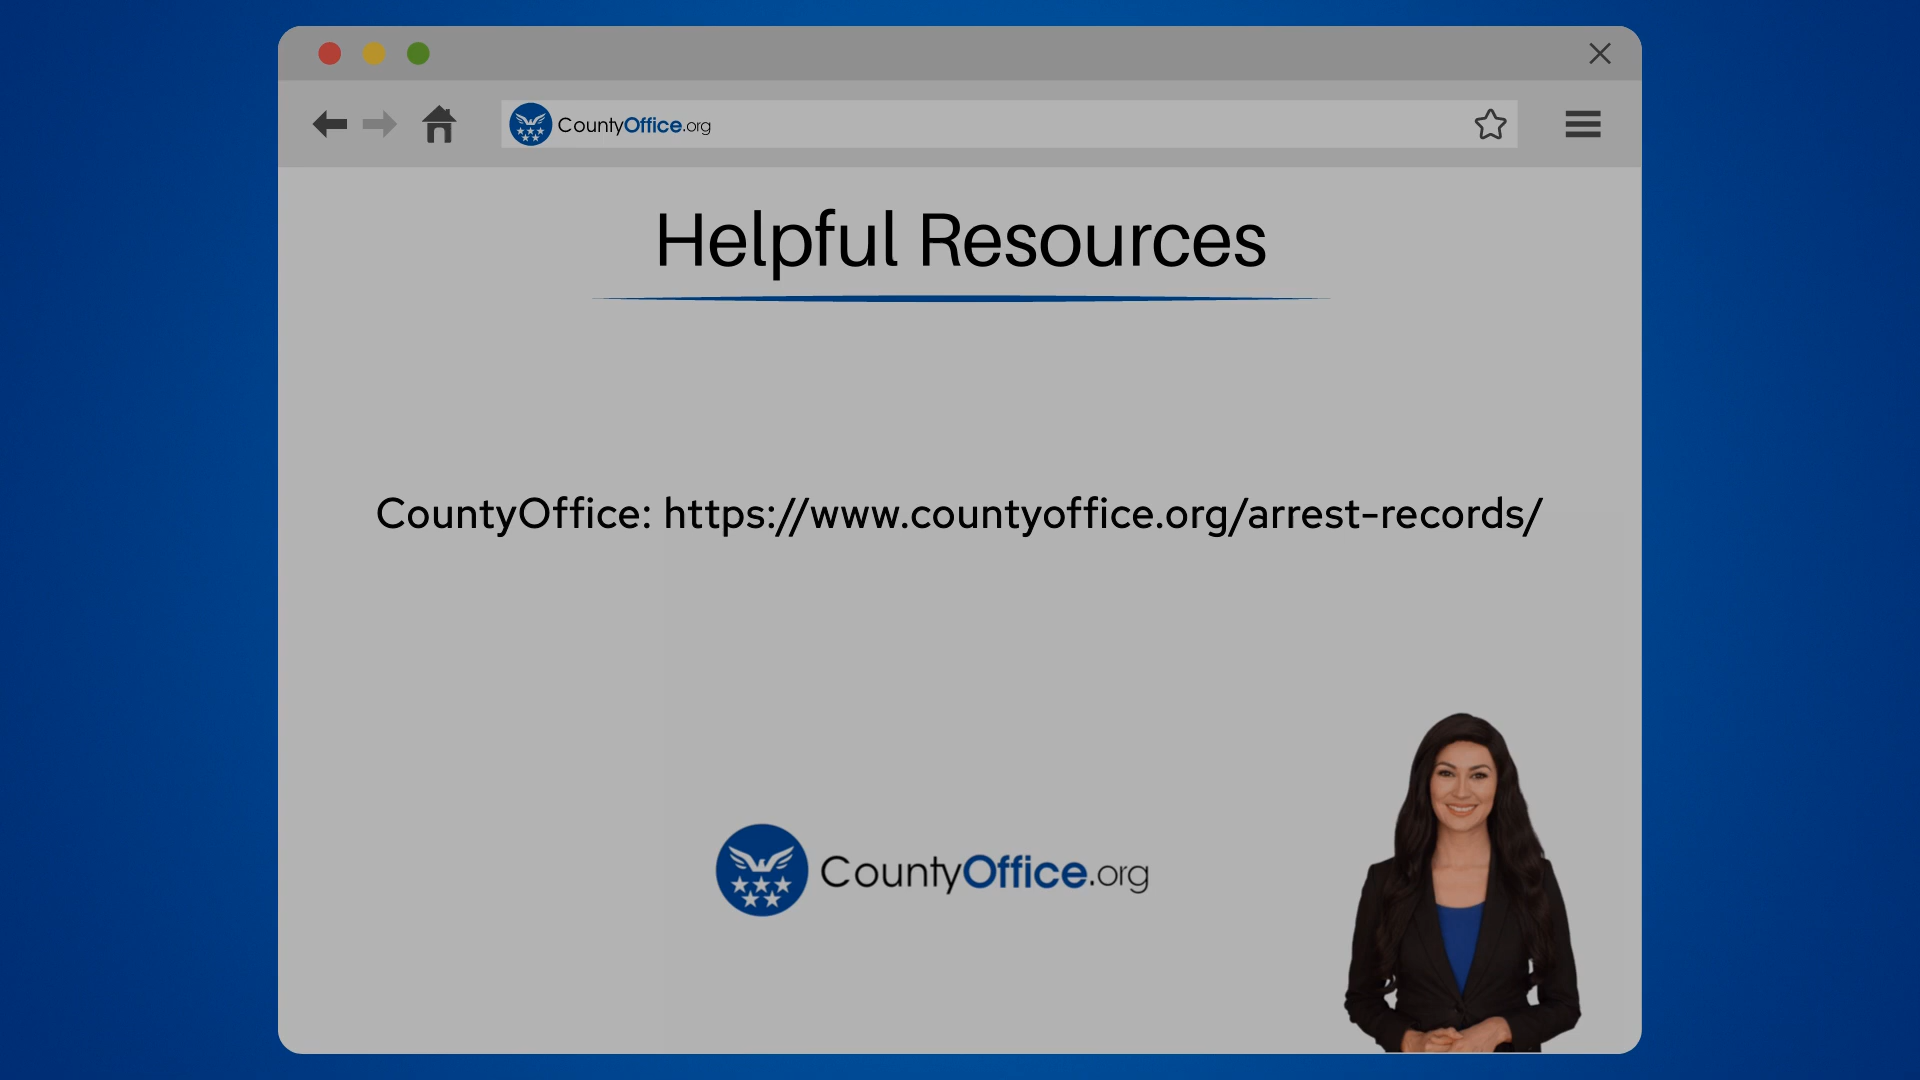 CountyOffice.org
Helpful Resources
CountyOffice: https://www.countyoffice.org/arrest-records/
CountyOffice.org